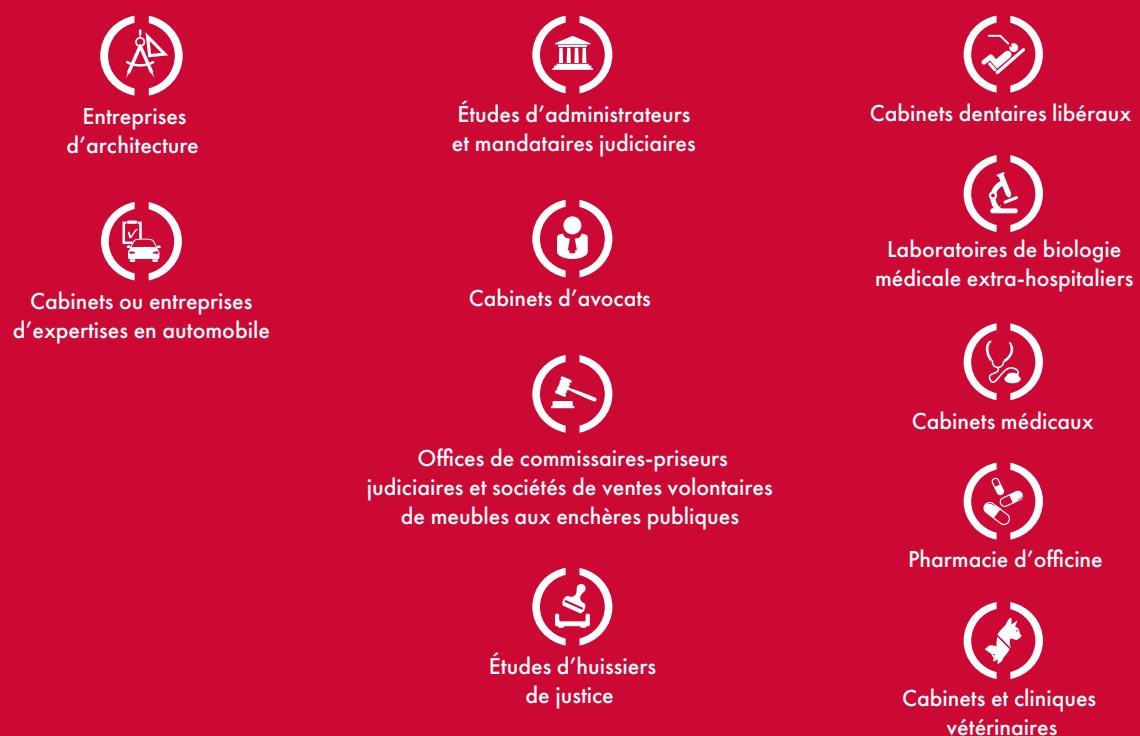 Entreprises
d’architecture
Cabinets ou entreprises
d’expertises en automobile
Études d’administrateurs
et mandataires judiciaires
Cabinets d’avocats
Offices de commissaires-priseurs
judiciaires et sociétés de ventes volontaires
de meubles aux enchères publiques
Études d’huissiers
de justice
Cabinets dentaires libéraux
Laboratoires de biologie
médicale extra-hospitaliers
Cabinets médicaux
Pharmacie d’officine
Cabinets et cliniques
vétérinaires